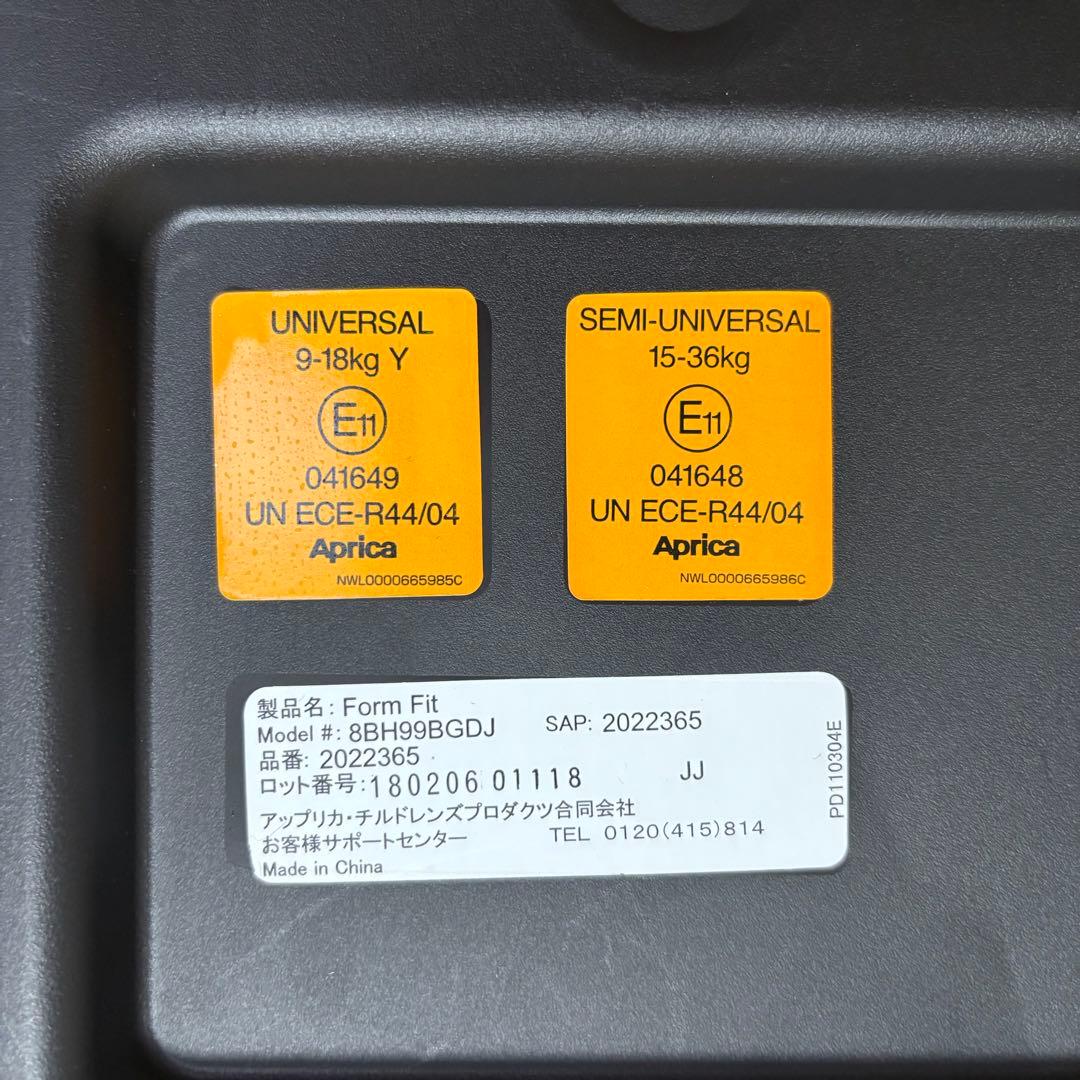 UNIVERSAL
9-18kg Y
E11
041649
UN ECE-R44/04
Aprica
NWL0000665985C
SEMI-UNIVERSAL
15-36kg
E11
041648
UN ECE-R44/04
Aprica
NWL0000665986C
製品名: Form Fit
Model #: 8BH99BGDJ SAP: 2022365
品番: 2022365
ロット番号:180206 01118 JJ
アップリカ・チルドレンズプロダクツ合同会社
お客様サポートセンター TEL 0120(415)814
Made in China
PD110304E